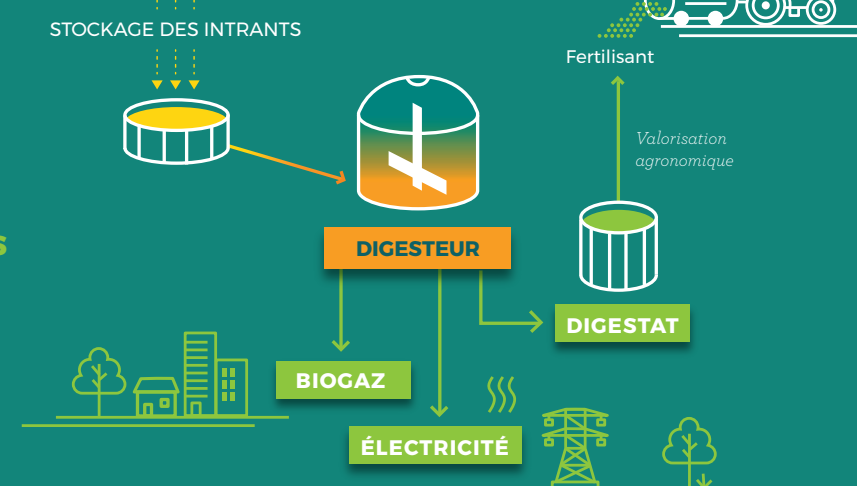 STOCKAGE DES INTRANTS
Fertilisant
Valorisation
agronomique
DIGESTEUR
DIGESTAT
BIOGAZ
ÉLECTRICITÉ